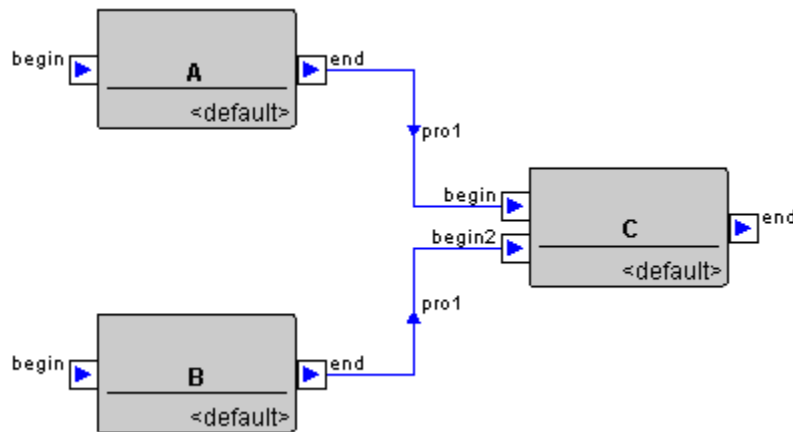 begin
A
end
<default>
pro1
begin
begin2
C
end
<default>
pro1
begin
B
end
<default>